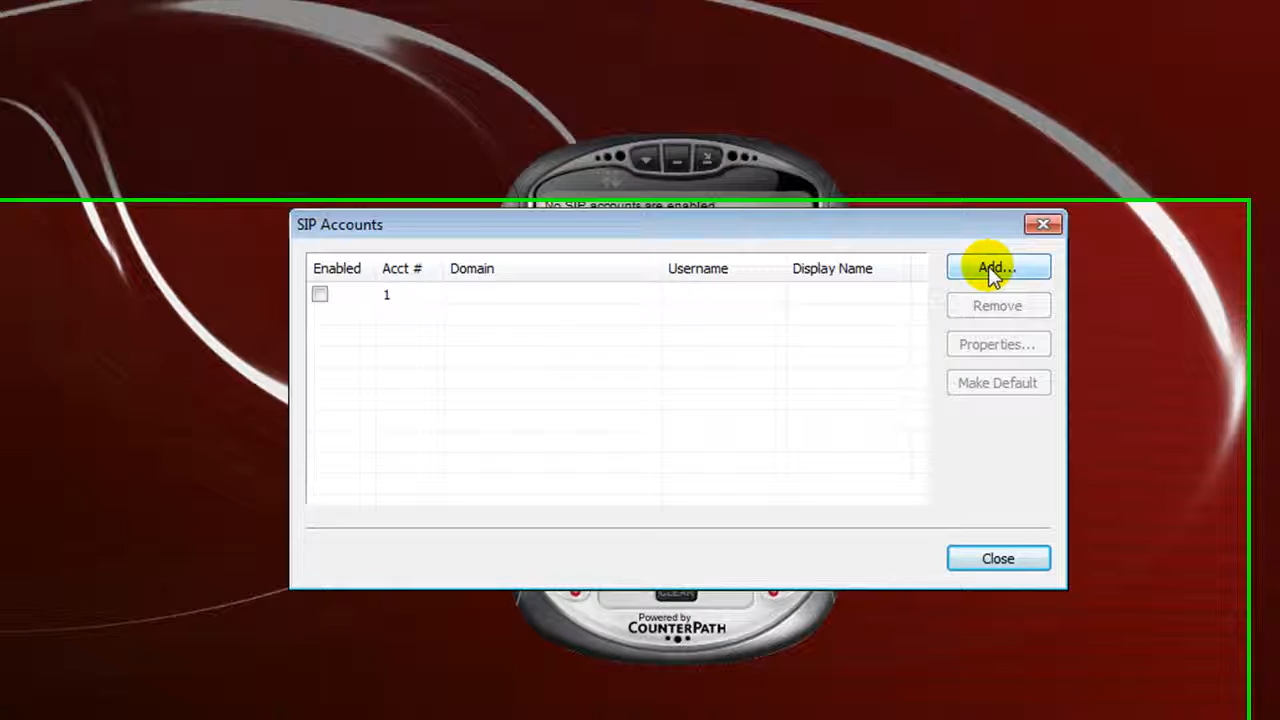 No SIP accounts are enabled
SIP Accounts
Enabled Acct # Domain Username Display Name
1
Add...
Remove
Properties...
Make Default
Close
CLEAR
Powered by
COUNTERPATH